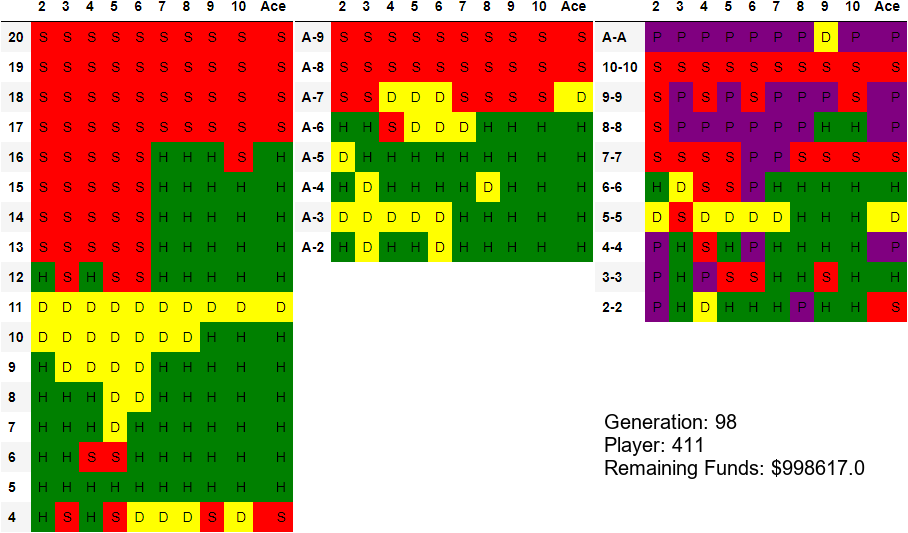 2 3 4 5 6 7 8 9 10 Ace
20 S S S S S S S S S S
19 S S S S S S S S S S
18 S S S S S S S S S S
17 S S S S S S S S S S
16 S S S S S H H H S H
15 S S S S S H H H H H
14 S S S S S H H H H H
13 S S S S S H H H H H
12 H S H S S H H H H H
11 D D D D D D D D D D
10 D D D D D D D H H H
9 H D D D D H H H H H
8 H H H D D H H H H H
7 H H H D H H H H H H
6 H H S S H H H H H H
5 H H H H H H H H H H
4 H S H S D D D S D S
2 3 4 5 6 7 8 9 10 Ace
A-9 S S S S S S S S S S
A-8 S S S S S S S S S S
A-7 S S D D D S S S S D
A-6 H H S D D D H H H H
A-5 D H H H H H H H H H
A-4 H D H H H H D H H H
A-3 D D D D D H H H H H
A-2 H D H H D H H H H H
2 3 4 5 6 7 8 9 10 Ace
A-A P P P P P P P D P P
10-10 S S S S S S S S S S
9-9 S P S P S P P P S P
8-8 S P P P P P P H H P
7-7 S S S S P P S S S S
6-6 H D S S P H H H H H
5-5 D S D D D D H H H D
4-4 P H S H P H H H H P
3-3 P H P S S H H S H H
2-2 P H D H H H P H H S
Generation: 98
Player: 411
Remaining Funds: $998617.0